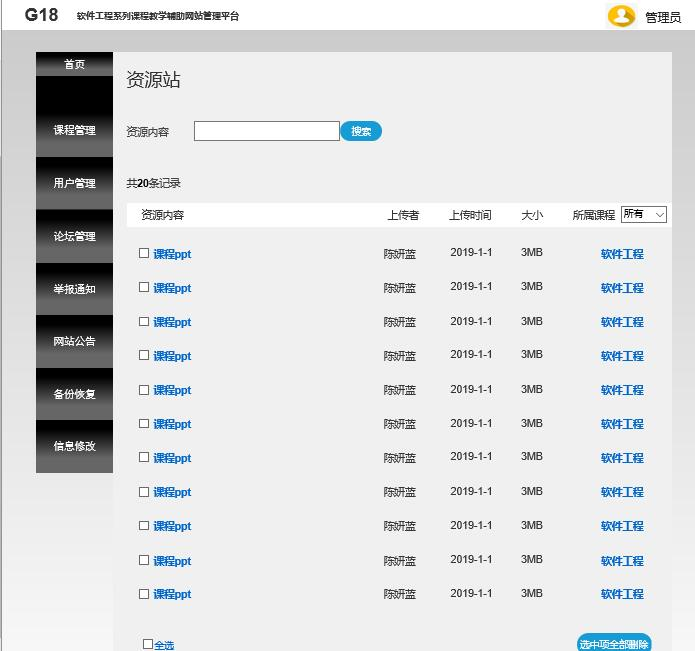 G18 软件工程系列课程教学辅助网站管理平台 管理员
首页
课程管理
用户管理
论坛管理
举报通知
网站公告
备份恢复
信息修改
资源站
资源内容 搜索
共20条记录
资源内容 上传者 上传时间 大小 所属课程 所有
课程ppt 陈妍蓝 2019-1-1 3MB 软件工程
课程ppt 陈妍蓝 2019-1-1 3MB 软件工程
课程ppt 陈妍蓝 2019-1-1 3MB 软件工程
课程ppt 陈妍蓝 2019-1-1 3MB 软件工程
课程ppt 陈妍蓝 2019-1-1 3MB 软件工程
课程ppt 陈妍蓝 2019-1-1 3MB 软件工程
课程ppt 陈妍蓝 2019-1-1 3MB 软件工程
课程ppt 陈妍蓝 2019-1-1 3MB 软件工程
课程ppt 陈妍蓝 2019-1-1 3MB 软件工程
课程ppt 陈妍蓝 2019-1-1 3MB 软件工程
课程ppt 陈妍蓝 2019-1-1 3MB 软件工程
全选 选中项全部删除